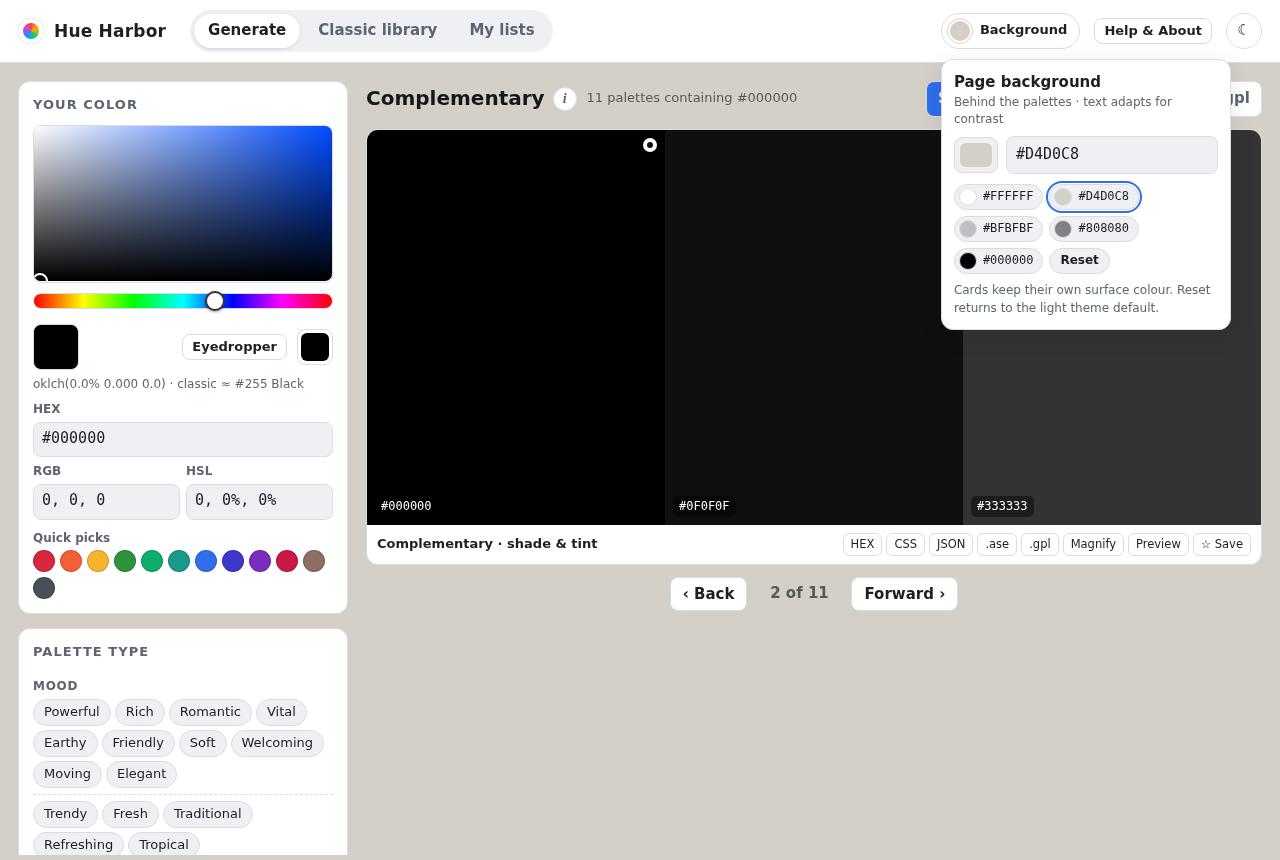 Hue Harbor
Generate
Classic library
My lists
Background
Help & About
YOUR COLOR
Eyedropper
oklch(0.0% 0.000 0.0) · classic ≈ #255 Black
HEX
#000000
RGB
HSL
0, 0, 0
0, 0%, 0%
Quick picks
PALETTE TYPE
MOOD
Powerful
Rich
Romantic
Vital
Earthy
Friendly
Soft
Welcoming
Moving
Elegant
Trendy
Fresh
Traditional
Refreshing
Tropical
Complementary
i
11 palettes containing #000000
Page background
Behind the palettes · text adapts for
contrast
#D4D0C8
#FFFFFF
#D4D0C8
#BFBFBF
#808080
#000000
Reset
Cards keep their own surface colour. Reset
returns to the light theme default.
#000000
#0F0F0F
#333333
Complementary · shade & tint
HEX
CSS
JSON
.ase
.gpl
Magnify
Preview
☆ Save
‹ Back
2 of 11
Forward ›